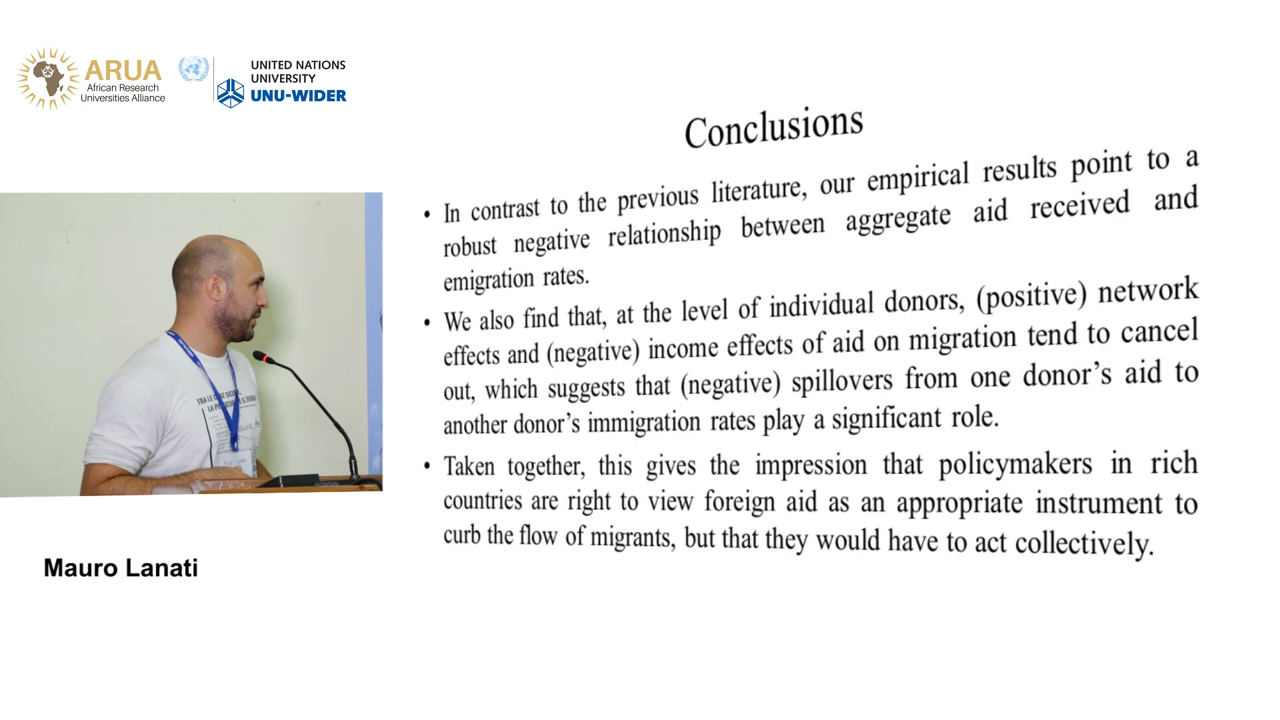 ARUA
African Research
Universities Alliance
UNITED NATIONS
UNIVERSITY
UNU-WIDER
Conclusions
• In contrast to the previous literature, our empirical results point to a
robust negative relationship between aggregate aid received and
emigration rates.
• We also find that, at the level of individual donors, (positive) network
effects and (negative) income effects of aid on migration tend to cancel
out, which suggests that (negative) spillovers from one donor’s aid to
another donor’s immigration rates play a significant role.
• Taken together, this gives the impression that policymakers in rich
countries are right to view foreign aid as an appropriate instrument to
curb the flow of migrants, but that they would have to act collectively.
TRA LE
Mauro Lanati